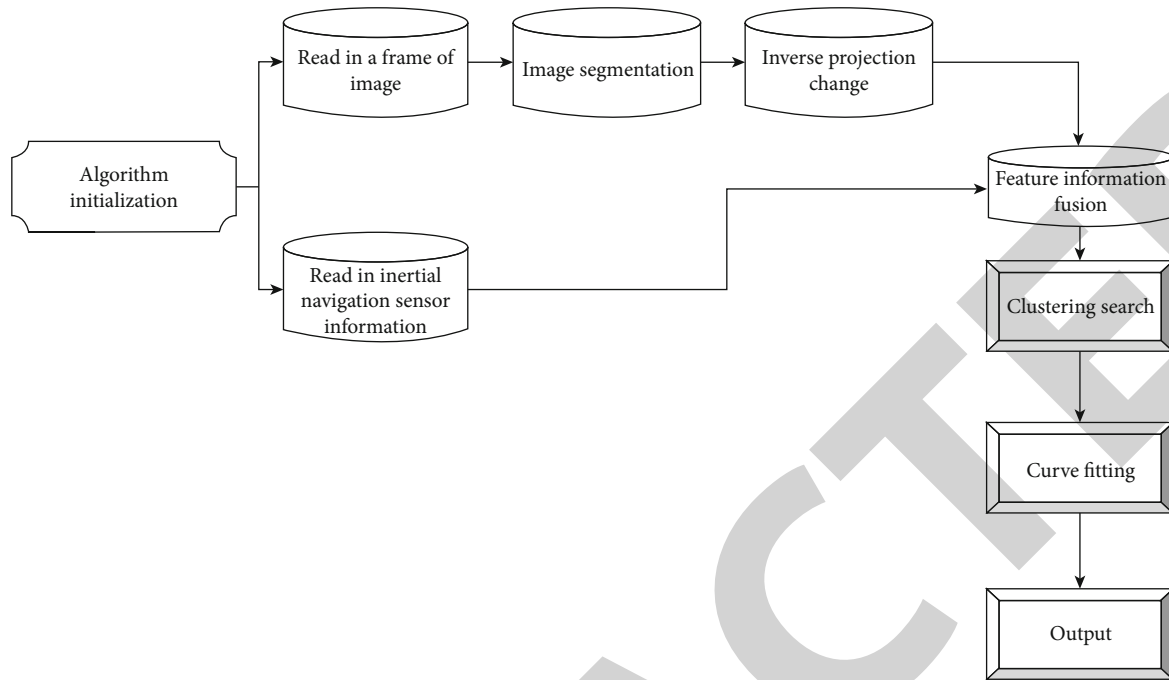 Read in a frame of
image
Image segmentation
Inverse projection
change
Algorithm
initialization
Feature information
fusion
Read in inertial
navigation sensor
information
Clustering search
Curve fitting
Output
CTE